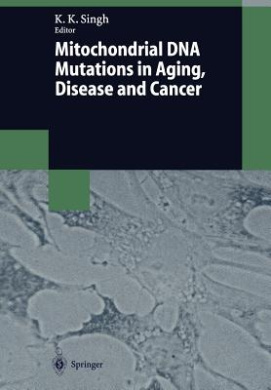 K. K. Singh
Editor
Mitochondrial DNA
Mutations in Aging,
Disease and Cancer
Springer